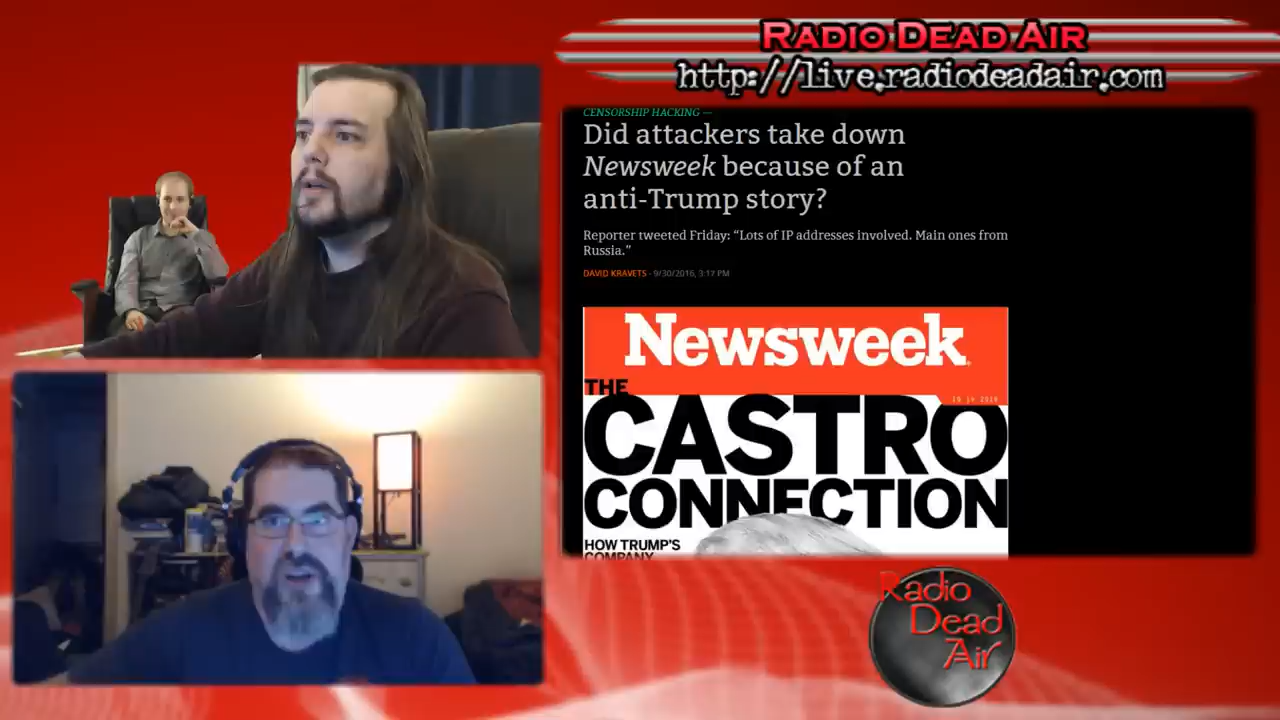 RADIO DEAD AIR
http://live.radiodeadair.com
CENSORSHIP HACKING —
Did attackers take down
Newsweek because of an
anti-Trump story?
Reporter tweeted Friday: “Lots of IP addresses involved. Main ones from
Russia.”
DAVID KRAVETS - 9/30/2016, 3:17 PM
Newsweek
THE
CASTRO
CONNECTION
HOW TRUMP'S
COMPANY
Radio
Dead
Air